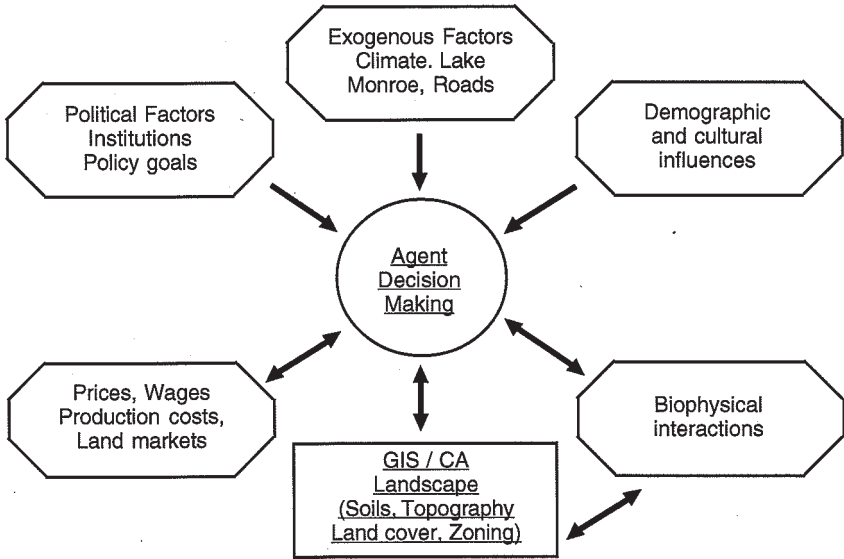 Exogenous Factors
Climate. Lake
Monroe, Roads
Political Factors
Institutions
Policy goals
Demographic
and cultural
influences
Agent
Decision
Making
Prices, Wages
Production costs,
Land markets
Biophysical
interactions
GIS / CA
Landscape
(Soils, Topography
Land cover, Zoning)